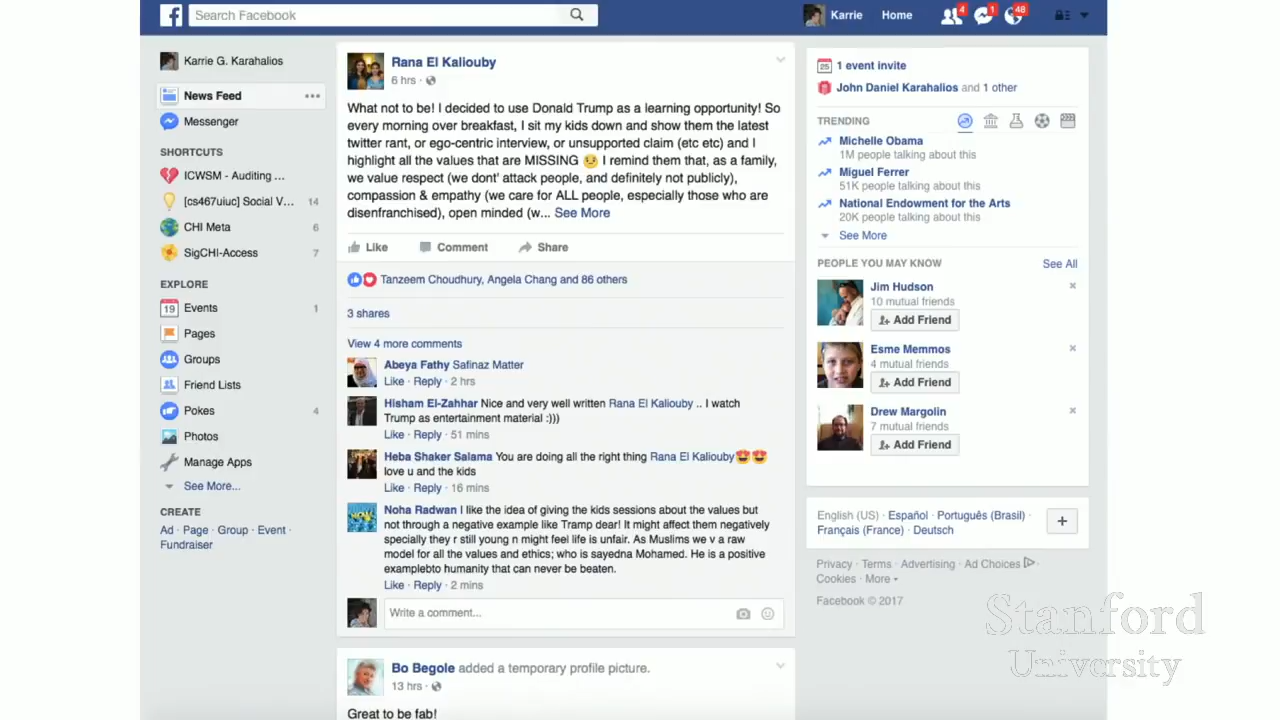 Search Facebook
Karrie
Home
4
1
40
Karrie G. Karahalios
News Feed
Messenger
SHORTCUTS
ICWSM - Auditing ...
[cs467uiuc] Social V... 14
CHI Meta 6
SigCHI-Access 7
EXPLORE
19 Events 1
Pages
Groups
Friend Lists
Pokes 4
Photos
Manage Apps
See More...
CREATE
Ad · Page · Group · Event ·
Fundraiser
Rana El Kaliouby
6 hrs ·
What not to be! I decided to use Donald Trump as a learning opportunity! So
every morning over breakfast, I sit my kids down and show them the latest
twitter rant, or ego-centric interview, or unsupported claim (etc etc) and I
highlight all the values that are MISSING 😢 I remind them that, as a family,
we value respect (we dont' attack people, and definitely not publicly),
compassion & empathy (we care for ALL people, especially those who are
disenfranchised), open minded (w... See More
Like Comment Share
Tanzeem Choudhury, Angela Chang and 86 others
3 shares
View 4 more comments
Abeya Fathy Safinaz Matter
Like · Reply · 2 hrs
Hisham El-Zahhar Nice and very well written Rana El Kaliouby .. I watch
Trump as entertainment material :)))
Like · Reply · 51 mins
Heba Shaker Salama You are doing all the right thing Rana El Kaliouby😍😍
love u and the kids
Like · Reply · 16 mins
Noha Radwan I like the idea of giving the kids sessions about the values but
not through a negative example like Tramp dear! It might affect them negatively
specially they r still young n might feel life is unfair. As Muslims we v a raw
model for all the values and ethics; who is sayedna Mohamed. He is a positive
examplebto humanity that can never be beaten.
Like · Reply · 2 mins
Write a comment...
Bo Begole added a temporary profile picture.
13 hrs ·
Great to be fab!
25 1 event invite
John Daniel Karahalios and 1 other
TRENDING
Michelle Obama
1M people talking about this
Miguel Ferrer
51K people talking about this
National Endowment for the Arts
20K people talking about this
See More
PEOPLE YOU MAY KNOW See All
Jim Hudson
10 mutual friends
Add Friend
Esme Memmos
4 mutual friends
Add Friend
Drew Margolin
7 mutual friends
Add Friend
English (US) · Español · Português (Brasil) ·
Français (France) · Deutsch
Privacy · Terms · Advertising · Ad Choices ·
Cookies · More
Facebook © 2017
Stanford
University